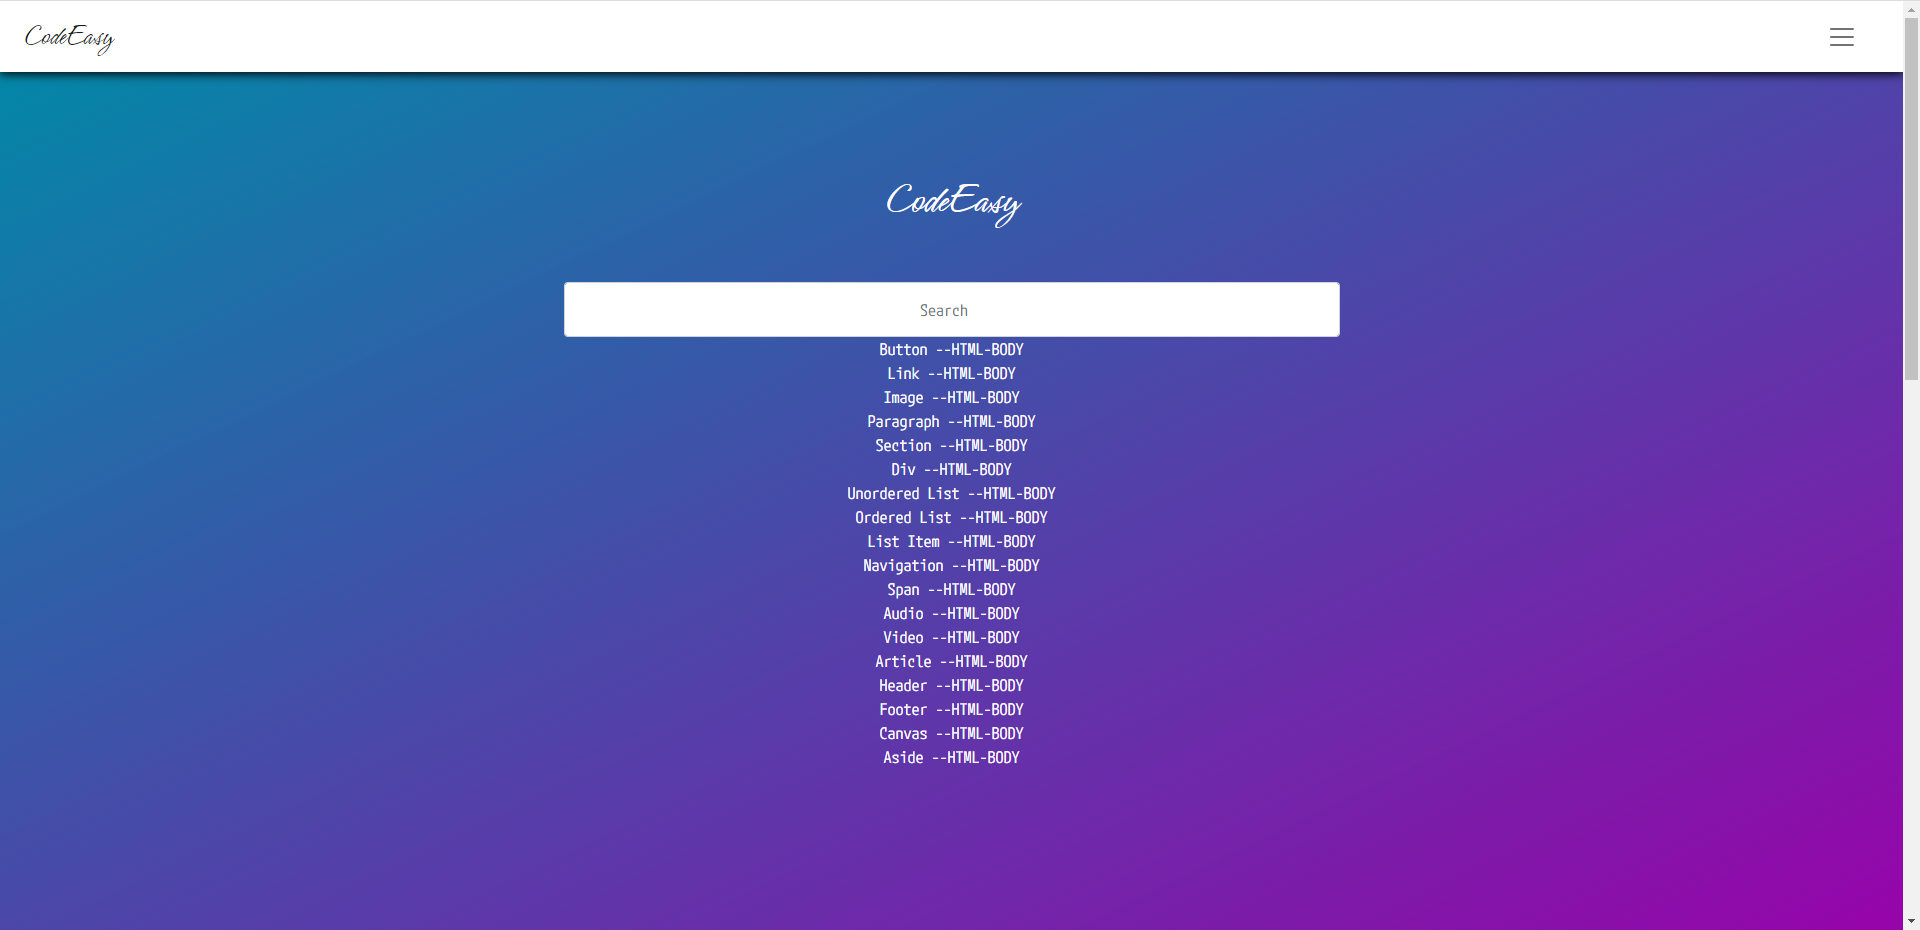 CodeEasy
CodeEasy
Search
Button --HTML-BODY
Link --HTML-BODY
Image --HTML-BODY
Paragraph --HTML-BODY
Section --HTML-BODY
Div --HTML-BODY
Unordered List --HTML-BODY
Ordered List --HTML-BODY
List Item --HTML-BODY
Navigation --HTML-BODY
Span --HTML-BODY
Audio --HTML-BODY
Video --HTML-BODY
Article --HTML-BODY
Header --HTML-BODY
Footer --HTML-BODY
Canvas --HTML-BODY
Aside --HTML-BODY